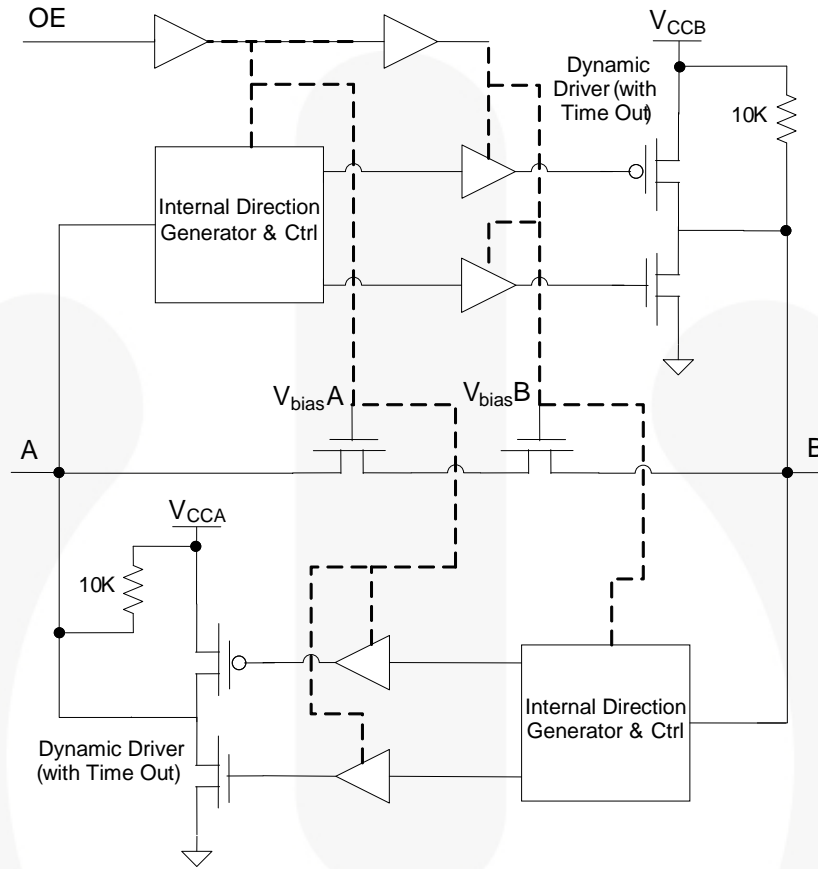 OE
VCCB
Dynamic
Driver (with
Time Out)
10K
Internal Direction
Generator & Ctrl
VbiasA
VbiasB
A
B
VCCA
10K
Internal Direction
Generator & Ctrl
Dynamic Driver
(with Time Out)